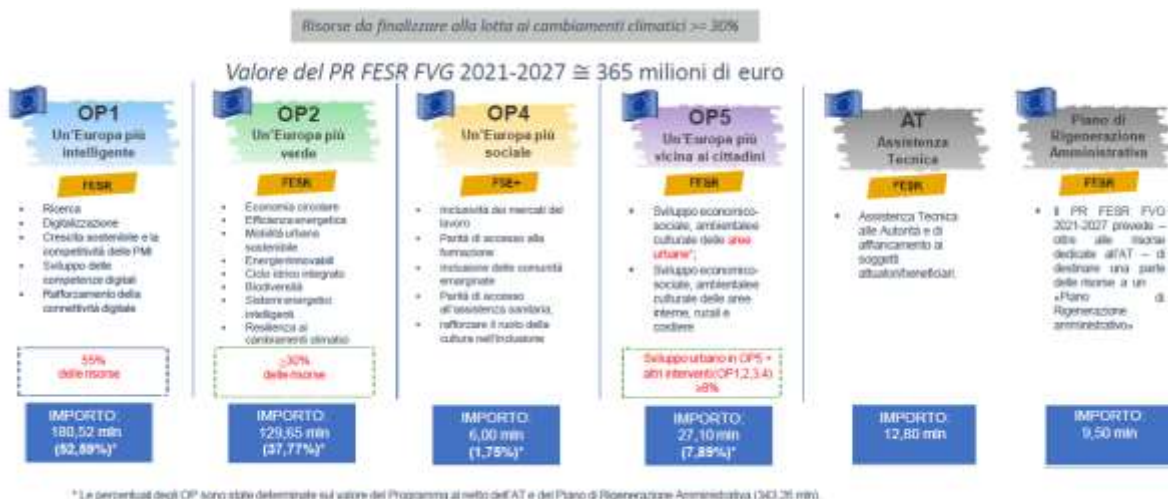 Risorse da finalizzare alla lotta ai cambiamenti climatici >= 30%
Valore del PR FESR FVG 2021-2027 ≅ 365 milioni di euro
OP1
Un'Europa più
intelligente
FESR
• Ricerca
• Digitalizzazione
• Crescita sostenibile e la
competitività delle PMI
• Sviluppo delle
competenze digitali
• Rafforzamento della
connettività digitale
55%
delle risorse
IMPORTO:
180,52 mln
(52,59%)*
OP2
Un'Europa più
verde
FESR
• Economia circolare
• Efficienza energetica
• Mobilità urbana
sostenibile
• Energie rinnovabili
• Ciclo idrico integrato
• Biodiversità
• Sistemi energetici
intelligenti
• Resilienza ai
cambiamenti climatici
≥30%
delle risorse
IMPORTO:
129,65 mln
(37,77%)*
OP4
Un'Europa più
sociale
FSE+
• Inclusività dei mercati del
lavoro
• Parità di accesso alla
formazione
• Inclusione delle comunità
emarginate
• Parità di accesso
all'assistenza sanitaria,
• rafforzare il ruolo della
cultura nell'inclusione
IMPORTO:
6,00 mln
(1,75%)*
OP5
Un'Europa più
vicina ai cittadini
FESR
• Sviluppo economico-
sociale, ambientale e
culturale delle aree
urbane*;
• Sviluppo economico-
sociale, ambientale e
culturale delle aree
interne, rurali e
costiere
Sviluppo urbano in OP5 +
altri interventi (OP1,2,3,4)
≥8%
IMPORTO:
27,10 mln
(7,89%)*
AT
Assistenza
Tecnica
FESR
• Assistenza Tecnica
alle Autorità e di
affiancamento ai
soggetti
attuatori/beneficiari.
IMPORTO:
12,80 mln
Piano di
Rigenerazione
Amministrativa
FESR
• Il PR FESR FVG
2021-2027 prevede –
oltre alle risorse
dedicate all'AT – di
destinare una parte
delle risorse a un
«Piano di
Rigenerazione
amministrativo»
IMPORTO:
9,50 mln
* Le percentuali degli OP sono state determinate sul valore del Programma al netto dell'AT e del Piano di Rigenerazione Amministrativa (343,26 mln)